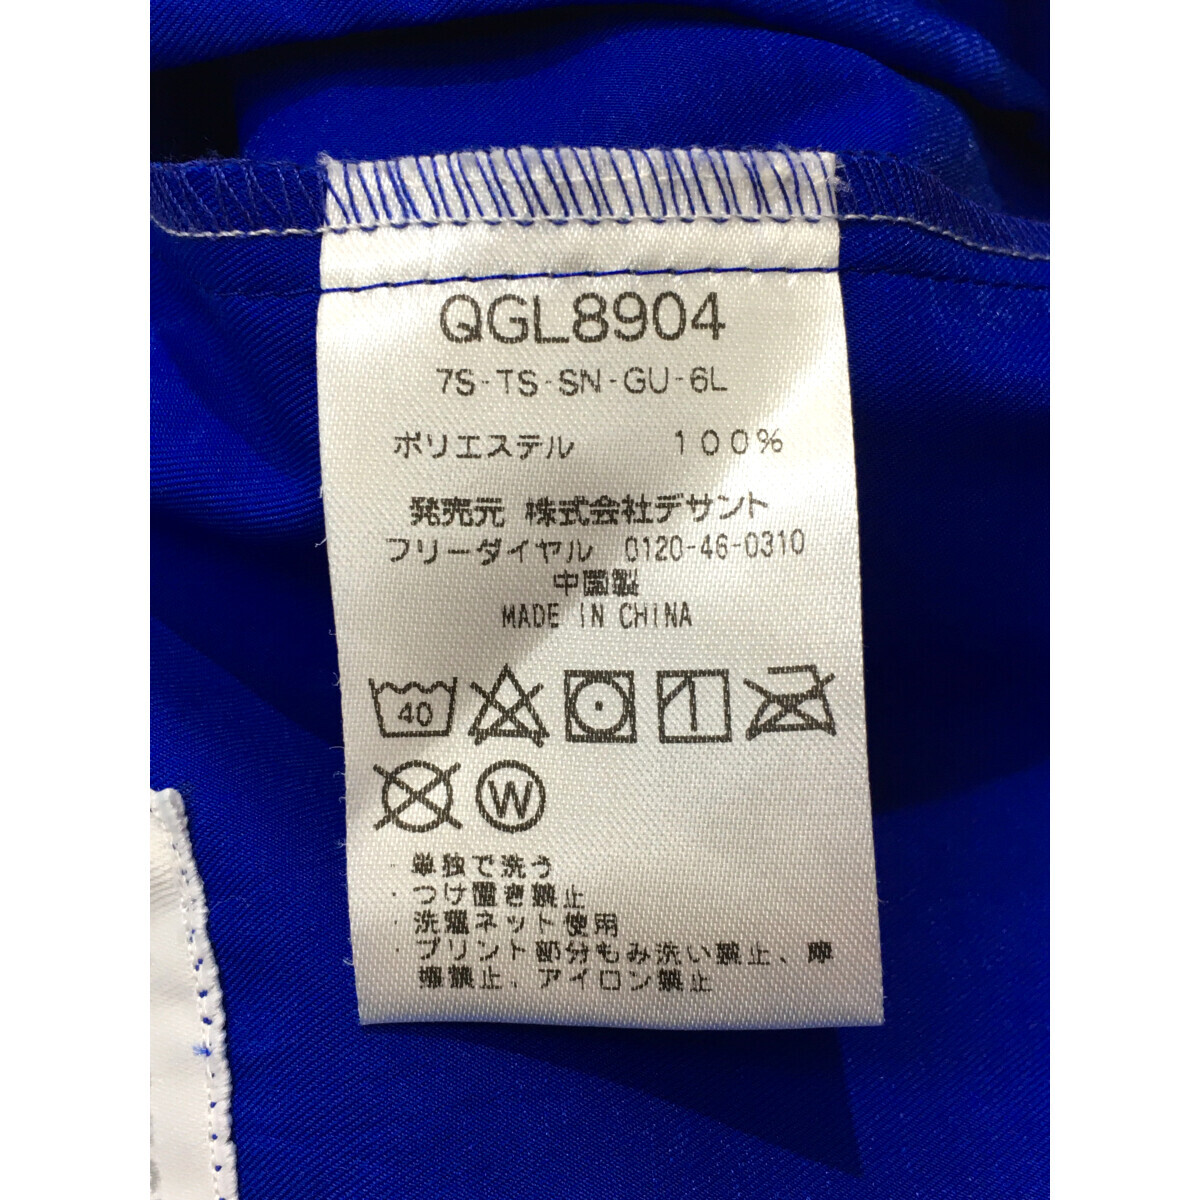 QGL8904
7S-TS-SN-GU-6L
ポリエステル 100%
発売元 株式会社デサント
フリーダイヤル 0120-46-0310
中国製
MADE IN CHINA
40
W
・単独で洗う
・つけ置き禁止
・洗濯ネット使用
・プリント部分もみ洗い禁止、摩
擦禁止、アイロン禁止